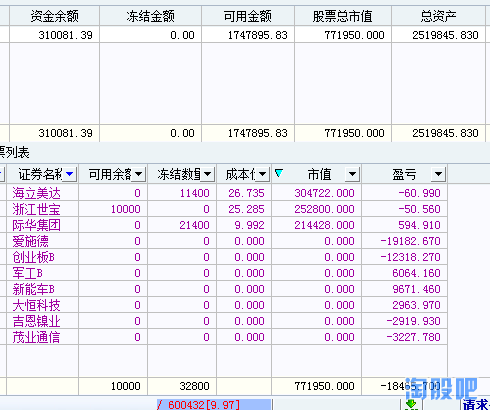 资金余额 冻结金额 可用金额 股票总市值 总资产
310081.39 0.00 1747895.83 771950.000 2519845.830
310081.39 0.00 1747895.83 771950.000 2519845.830
票列表
证券名称 可用余额 冻结数量 成本价 市值 盈亏
海立美达 0 11400 26.735 304722.000 -60.990
浙江世宝 10000 0 25.285 252800.000 -50.560
际华集团 0 21400 9.992 214428.000 594.910
爱施德 0 0 0.000 0.000 -19182.670
创业板B 0 0 0.000 0.000 -12318.270
军工B 0 0 0.000 0.000 6064.160
新能车B 0 0 0.000 0.000 9671.460
大恒科技 0 0 0.000 0.000 2963.970
吉恩镍业 0 0 0.000 0.000 -2919.930
茂业通信 0 0 0.000 0.000 -3227.780
10000 32800 771950.000
淘股吧
/ 600432[9.97] 请求